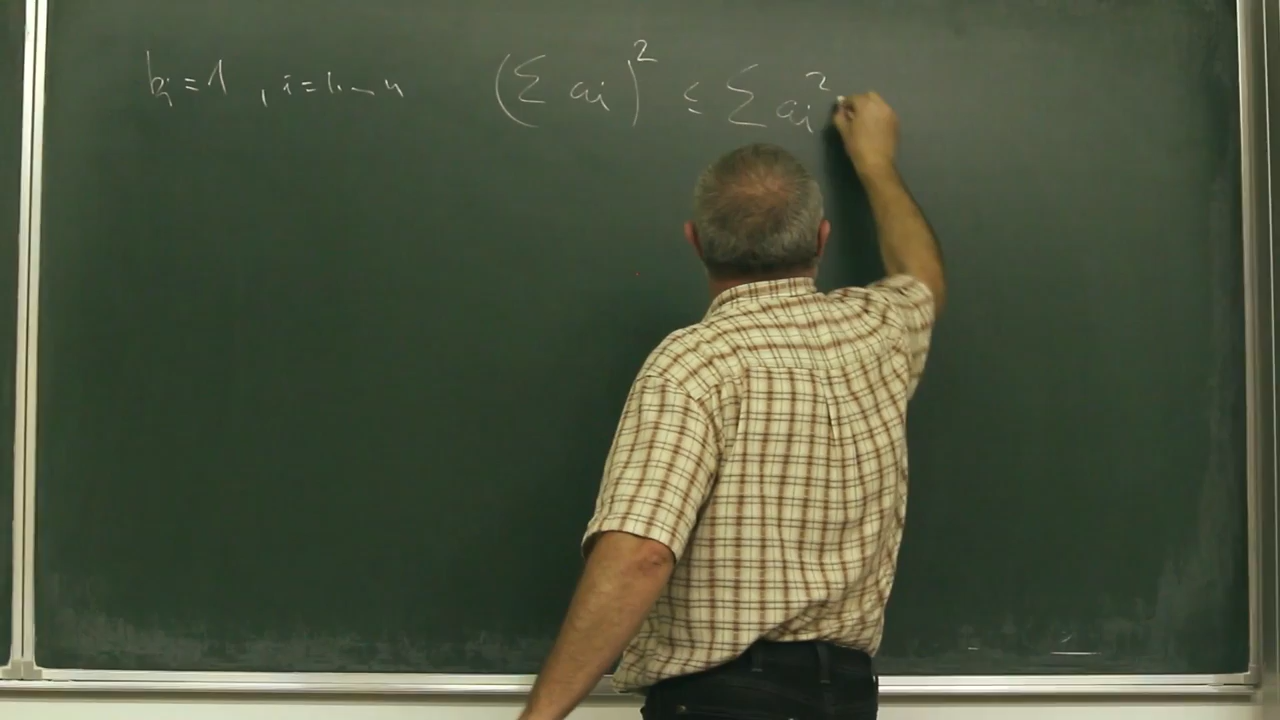 bᵢ = 1 , i = 1, ... n (Σ aᵢ)² ≤ Σ aᵢ²